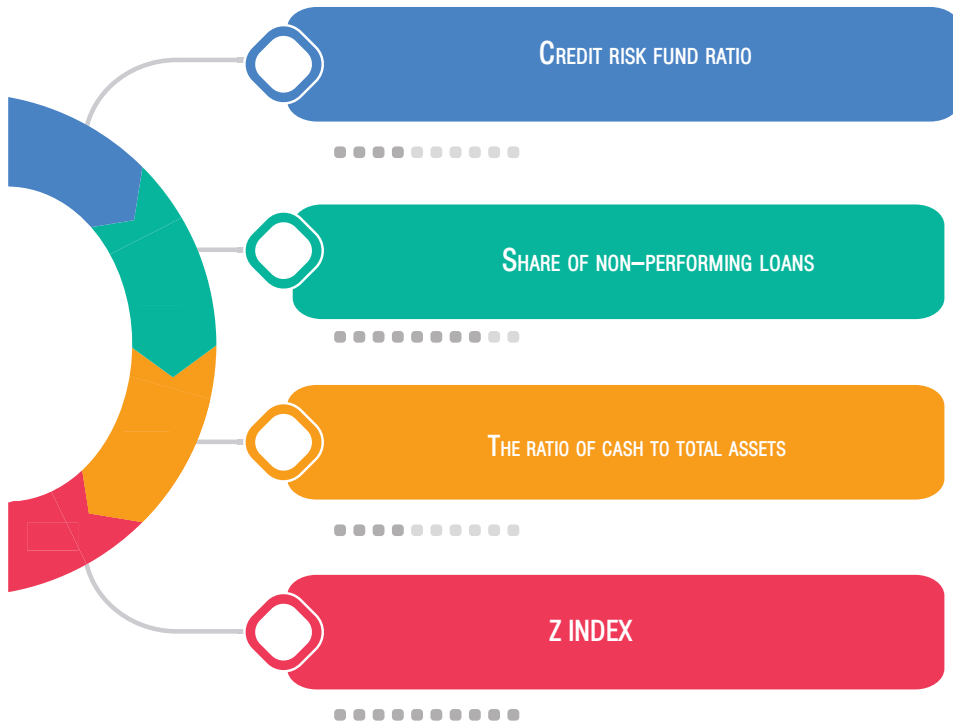 Credit risk fund ratio
Share of non–performing loans
The ratio of cash to total assets
Z INDEX